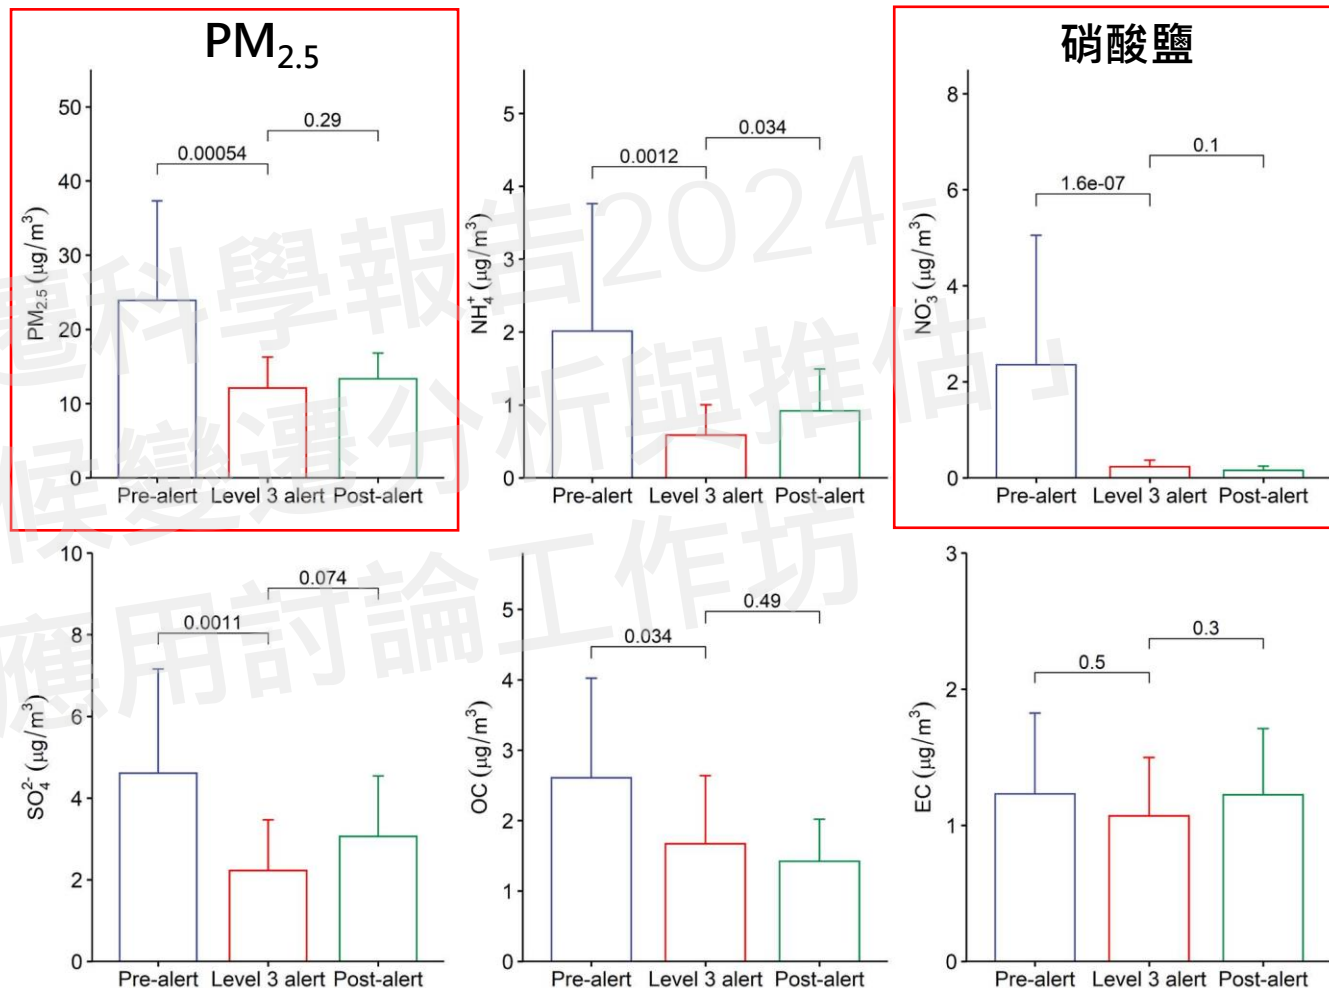 PM2.5
50
40
30
20
10
0
PM2.5 (μg/m³)
0.00054
0.29
Pre-alert Level 3 alert Post-alert
5
4
3
2
1
0
NH4+ (μg/m³)
0.0012
0.034
Pre-alert Level 3 alert Post-alert
硝酸鹽
8
6
4
2
0
NO3- (μg/m³)
1.6e-07
0.1
Pre-alert Level 3 alert Post-alert
10
8
6
4
2
0
SO4²- (μg/m³)
0.0011
0.074
Pre-alert Level 3 alert Post-alert
5
4
3
2
1
0
OC (μg/m³)
0.034
0.49
Pre-alert Level 3 alert Post-alert
3
2
1
0
EC (μg/m³)
0.5
0.3
Pre-alert Level 3 alert Post-alert
遷科學報告2024-
候變遷分析與推估」
應用討論工作坊